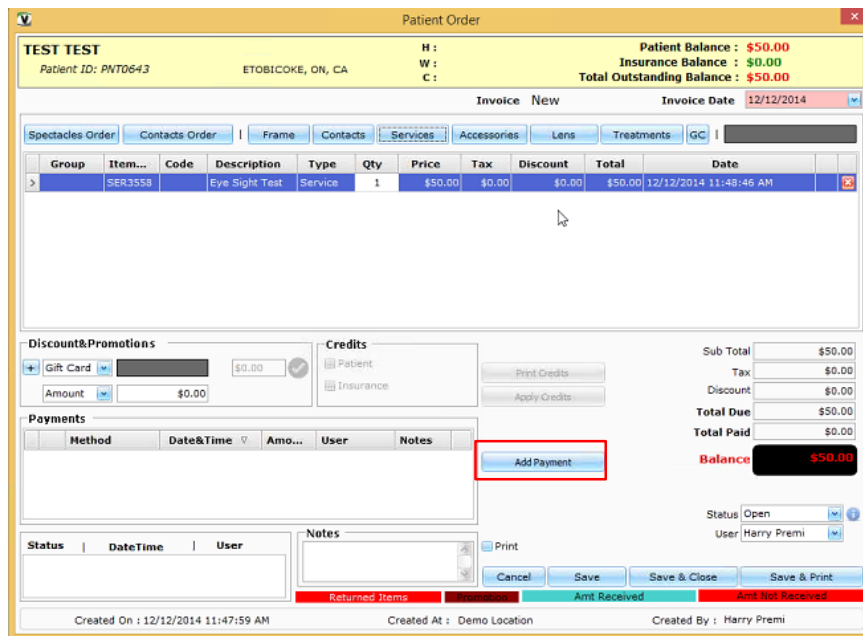 Patient Order
TEST TEST H : Patient Balance : $50.00
Patient ID: PNT0643 ETOBICOKE, ON, CA W : Insurance Balance : $0.00
C : Total Outstanding Balance : $50.00
Invoice New Invoice Date 12/12/2014
Spectacles Order Contacts Order | Frame Contacts Services Accessories Lens Treatments GC |
Group Item... Code Description Type Qty Price Tax Discount Total Date
> SER3558 Eye Sight Test Service 1 $50.00 $0.00 $0.00 $50.00 12/12/2014 11:48:46 AM
Discount&Promotions
+ Gift Card $0.00
Amount $0.00
Credits
Patient
Insurance
Print Credits
Apply Credits
Sub Total $50.00
Tax $0.00
Discount $0.00
Total Due $50.00
Total Paid $0.00
Balance $50.00
Payments
Method Date&Time Amo... User Notes
Add Payment
Status Open
User Harry Premi
Status | DateTime | User
Notes
Print
Cancel Save Save & Close Save & Print
Returned Items Promotion Amt Received Amt Not Received
Created On : 12/12/2014 11:47:59 AM Created At : Demo Location Created By : Harry Premi